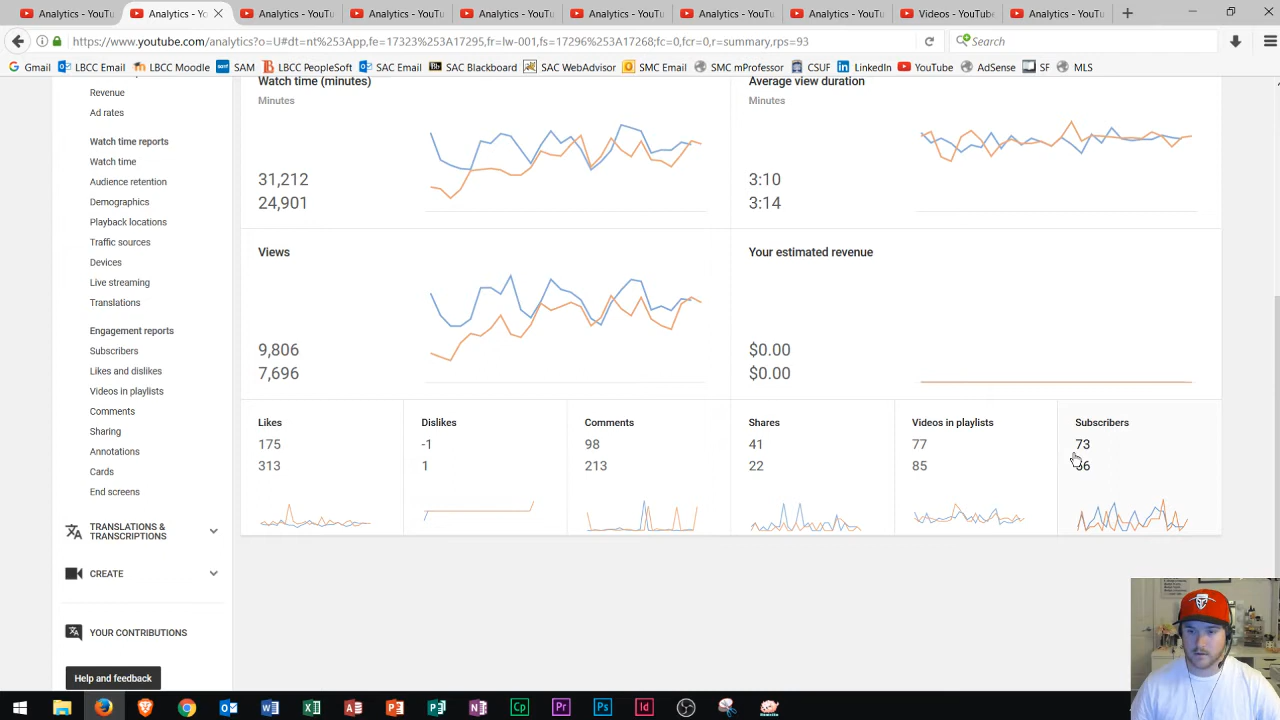 Analytics - YouTu
Analytics - YouTu
Analytics - YouTu
Analytics - YouTu
Analytics - YouTu
Analytics - YouTu
Analytics - YouTu
Analytics - YouTu
Videos - YouTube
Analytics - YouTu
https://www.youtube.com/analytics?o=U#dt=nt%253App,fe=17323%253A17295,fr=lw-001,fs=17296%253A17268;fc=0,fcr=0,r=summary,rps=93
Search
Gmail LBCC Email LBCC Moodle SAM LBCC PeopleSoft SAC Email SAC Blackboard SAC WebAdvisor SMC Email SMC mProfessor CSUF LinkedIn YouTube AdSense SF MLS
Revenue
Ad rates
Watch time reports
Watch time
Audience retention
Demographics
Playback locations
Traffic sources
Devices
Live streaming
Translations
Engagement reports
Subscribers
Likes and dislikes
Videos in playlists
Comments
Sharing
Annotations
Cards
End screens
TRANSLATIONS &
TRANSCRIPTIONS
CREATE
YOUR CONTRIBUTIONS
Help and feedback
Watch time (minutes)
Minutes
31,212
24,901
Average view duration
Minutes
3:10
3:14
Views
9,806
7,696
Your estimated revenue
$0.00
$0.00
Likes
175
313
Dislikes
-1
1
Comments
98
213
Shares
41
22
Videos in playlists
77
85
Subscribers
73